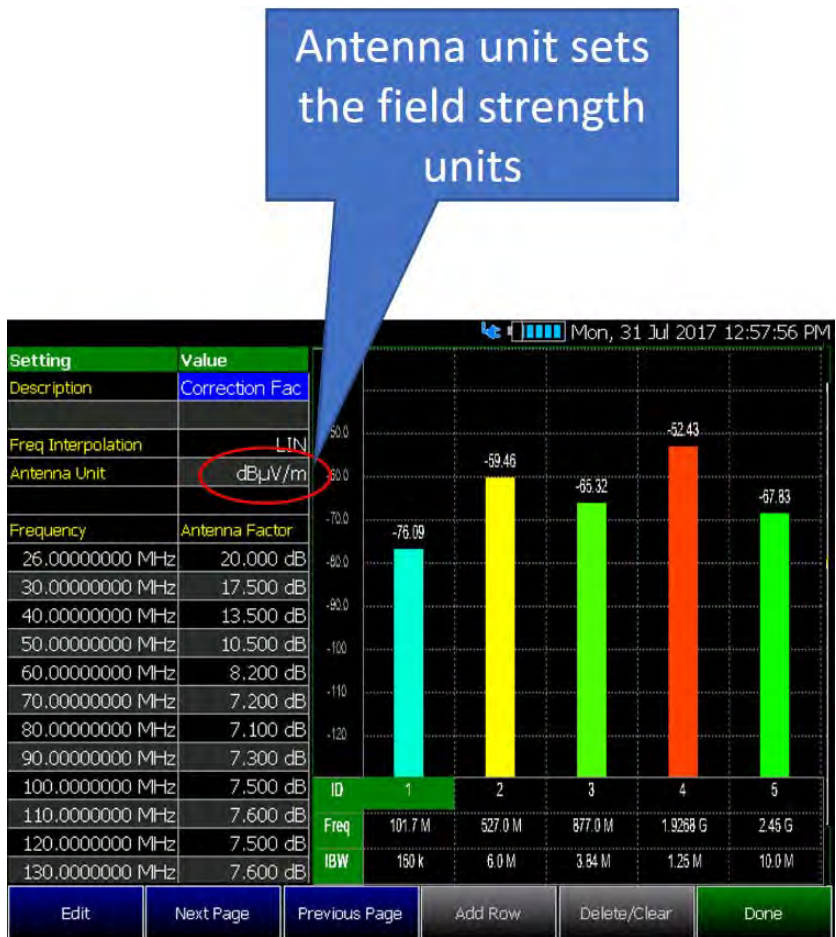 Antenna unit sets
the field strength
units
Mon, 31 Jul 2017 12:57:56 PM
Setting Value
Description Correction Fac
Freq Interpolation LIN
Antenna Unit dBµV/m
Frequency Antenna Factor
26.00000000 MHz 20.000 dB
30.00000000 MHz 17.500 dB
40.00000000 MHz 13.500 dB
50.00000000 MHz 10.500 dB
60.00000000 MHz 8.200 dB
70.00000000 MHz 7.200 dB
80.00000000 MHz 7.100 dB
90.00000000 MHz 7.300 dB
100.0000000 MHz 7.500 dB
110.0000000 MHz 7.600 dB
120.0000000 MHz 7.500 dB
130.0000000 MHz 7.600 dB
-70.0
-80.0
-90.0
-100
-110
-120
-76.09
-59.46
-65.32
-52.43
-67.83
ID 1 2 3 4 5
Freq 101.7 M 527.0 M 877.0 M 1.9268 G 2.45 G
IBW 150 k 6.0 M 3.84 M 1.25 M 10.0 M
Edit Next Page Previous Page Add Row Delete/Clear Done